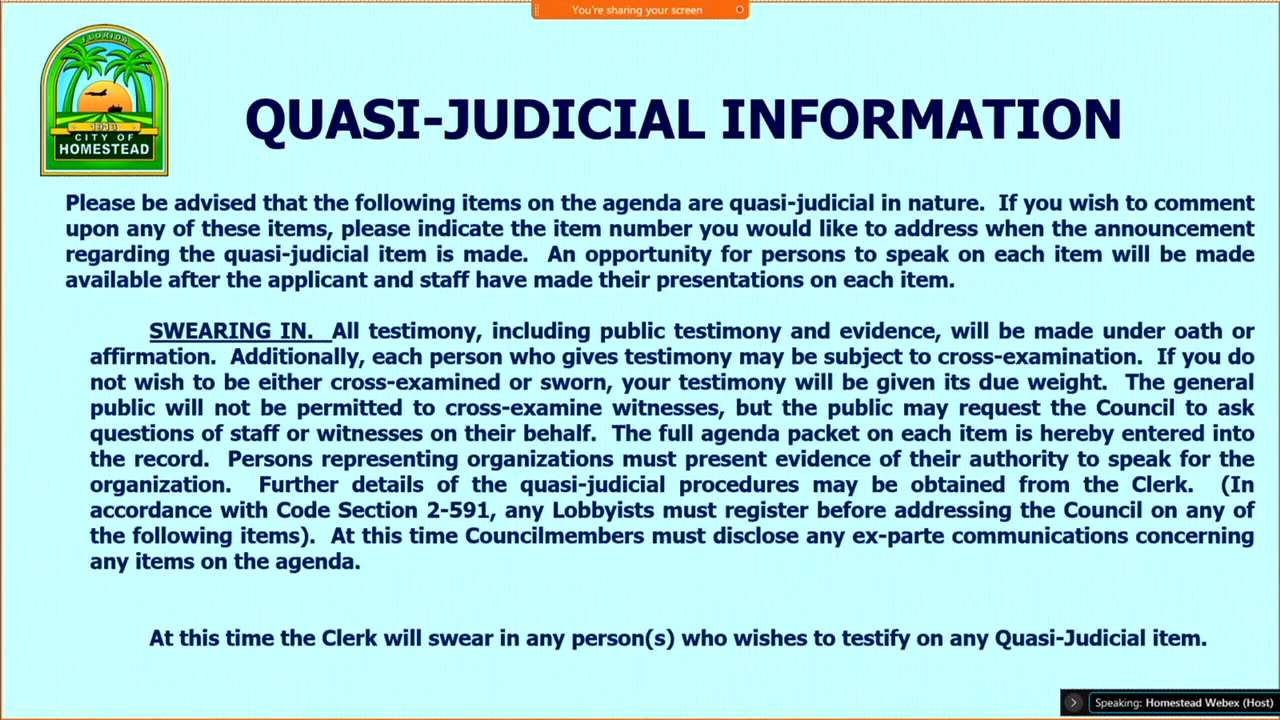 You're sharing your screen
FLORIDA
1913
CITY OF
HOMESTEAD
QUASI-JUDICIAL INFORMATION
Please be advised that the following items on the agenda are quasi-judicial in nature. If you wish to comment
upon any of these items, please indicate the item number you would like to address when the announcement
regarding the quasi-judicial item is made. An opportunity for persons to speak on each item will be made
available after the applicant and staff have made their presentations on each item.
SWEARING IN. All testimony, including public testimony and evidence, will be made under oath or
affirmation. Additionally, each person who gives testimony may be subject to cross-examination. If you do
not wish to be either cross-examined or sworn, your testimony will be given its due weight. The general
public will not be permitted to cross-examine witnesses, but the public may request the Council to ask
questions of staff or witnesses on their behalf. The full agenda packet on each item is hereby entered into
the record. Persons representing organizations must present evidence of their authority to speak for the
organization. Further details of the quasi-judicial procedures may be obtained from the Clerk. (In
accordance with Code Section 2-591, any Lobbyists must register before addressing the Council on any of
the following items). At this time Councilmembers must disclose any ex-parte communications concerning
any items on the agenda.
At this time the Clerk will swear in any person(s) who wishes to testify on any Quasi-Judicial item.
Speaking: Homestead Webex (Host)